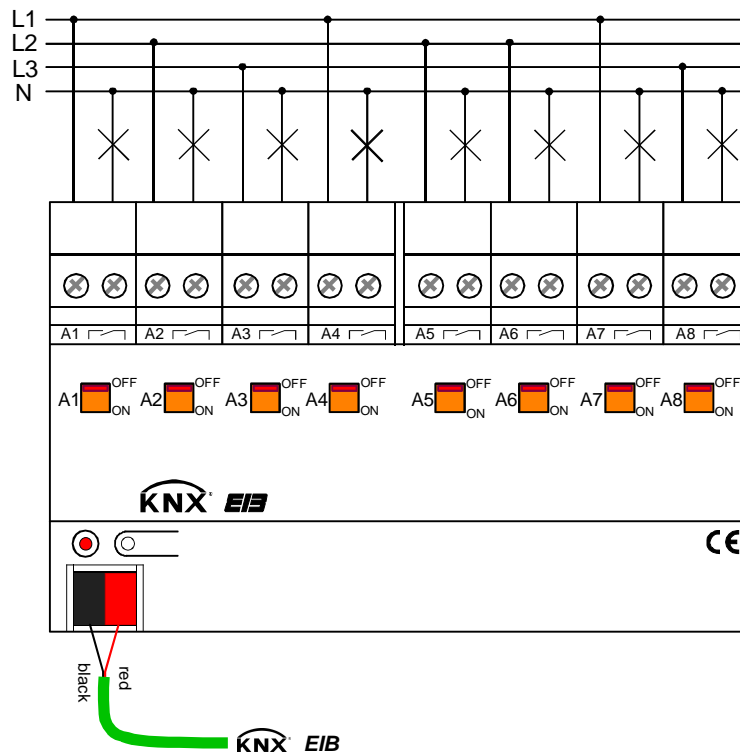 L1
L2
L3
N
A1 A2 A3 A4 A5 A6 A7 A8
OFF OFF OFF OFF OFF OFF OFF OFF
A1 A2 A3 A4 A5 A6 A7 A8
ON ON ON ON ON ON ON ON
KNX® EIB
CE
black
red
KNX EIB